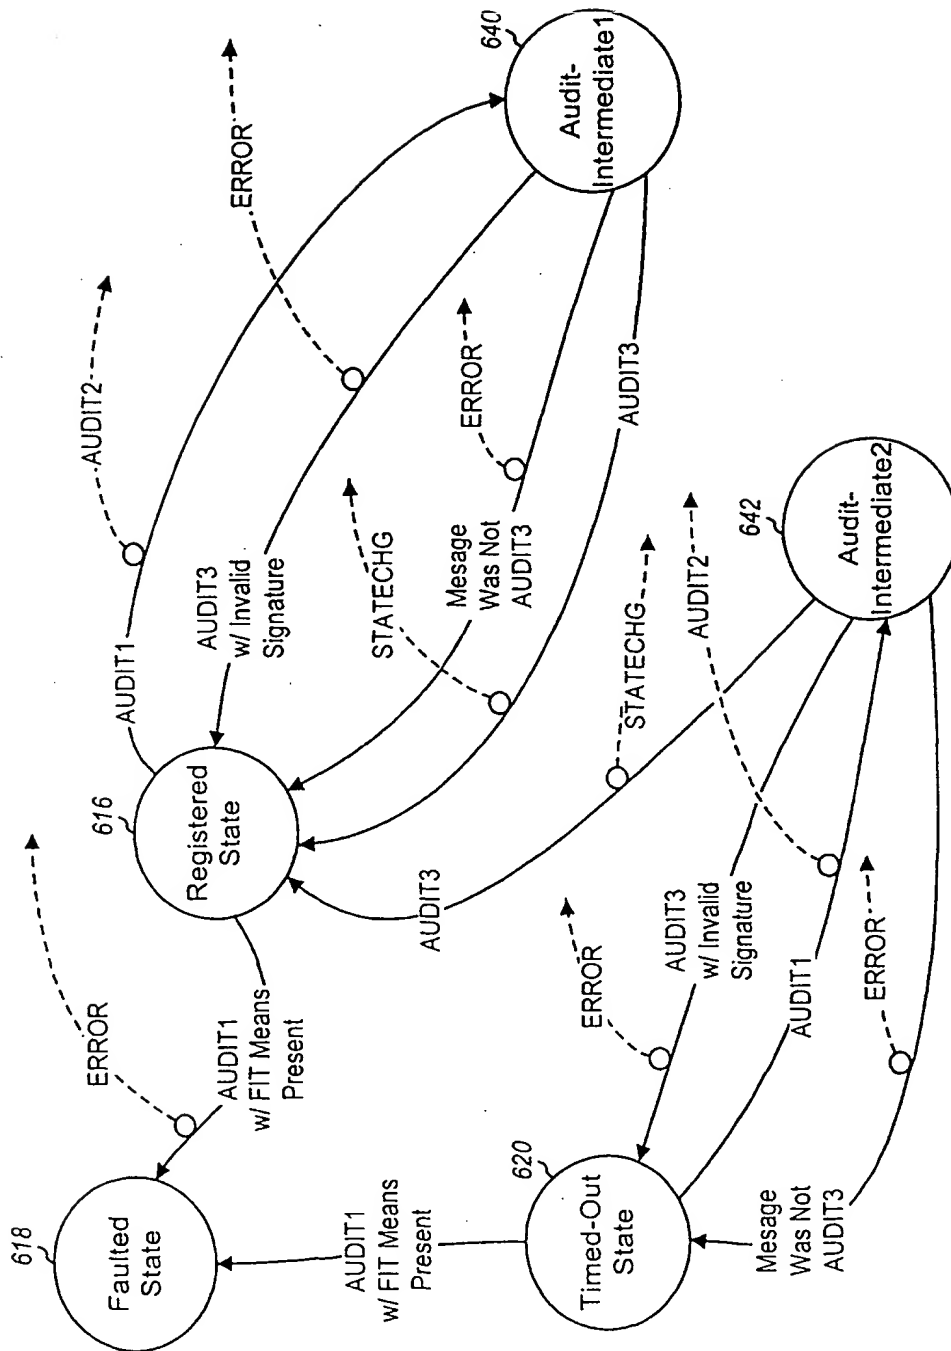 618
Faulted
State
ERROR
AUDIT1
w/ FIT Means
Present
616
Registered
State
AUDIT1
AUDIT2
ERROR
AUDIT3
w/ Invalid
Signature
STATECHG
ERROR
Mesage
Was Not
AUDIT3
AUDIT3
640
Audit-
Intermediate1
AUDIT1
w/ FIT Means
Present
620
Timed-Out
State
AUDIT3
STATECHG
ERROR
AUDIT3
w/ Invalid
Signature
AUDIT2
AUDIT1
ERROR
Mesage
Was Not
AUDIT3
642
Audit-
Intermediate2